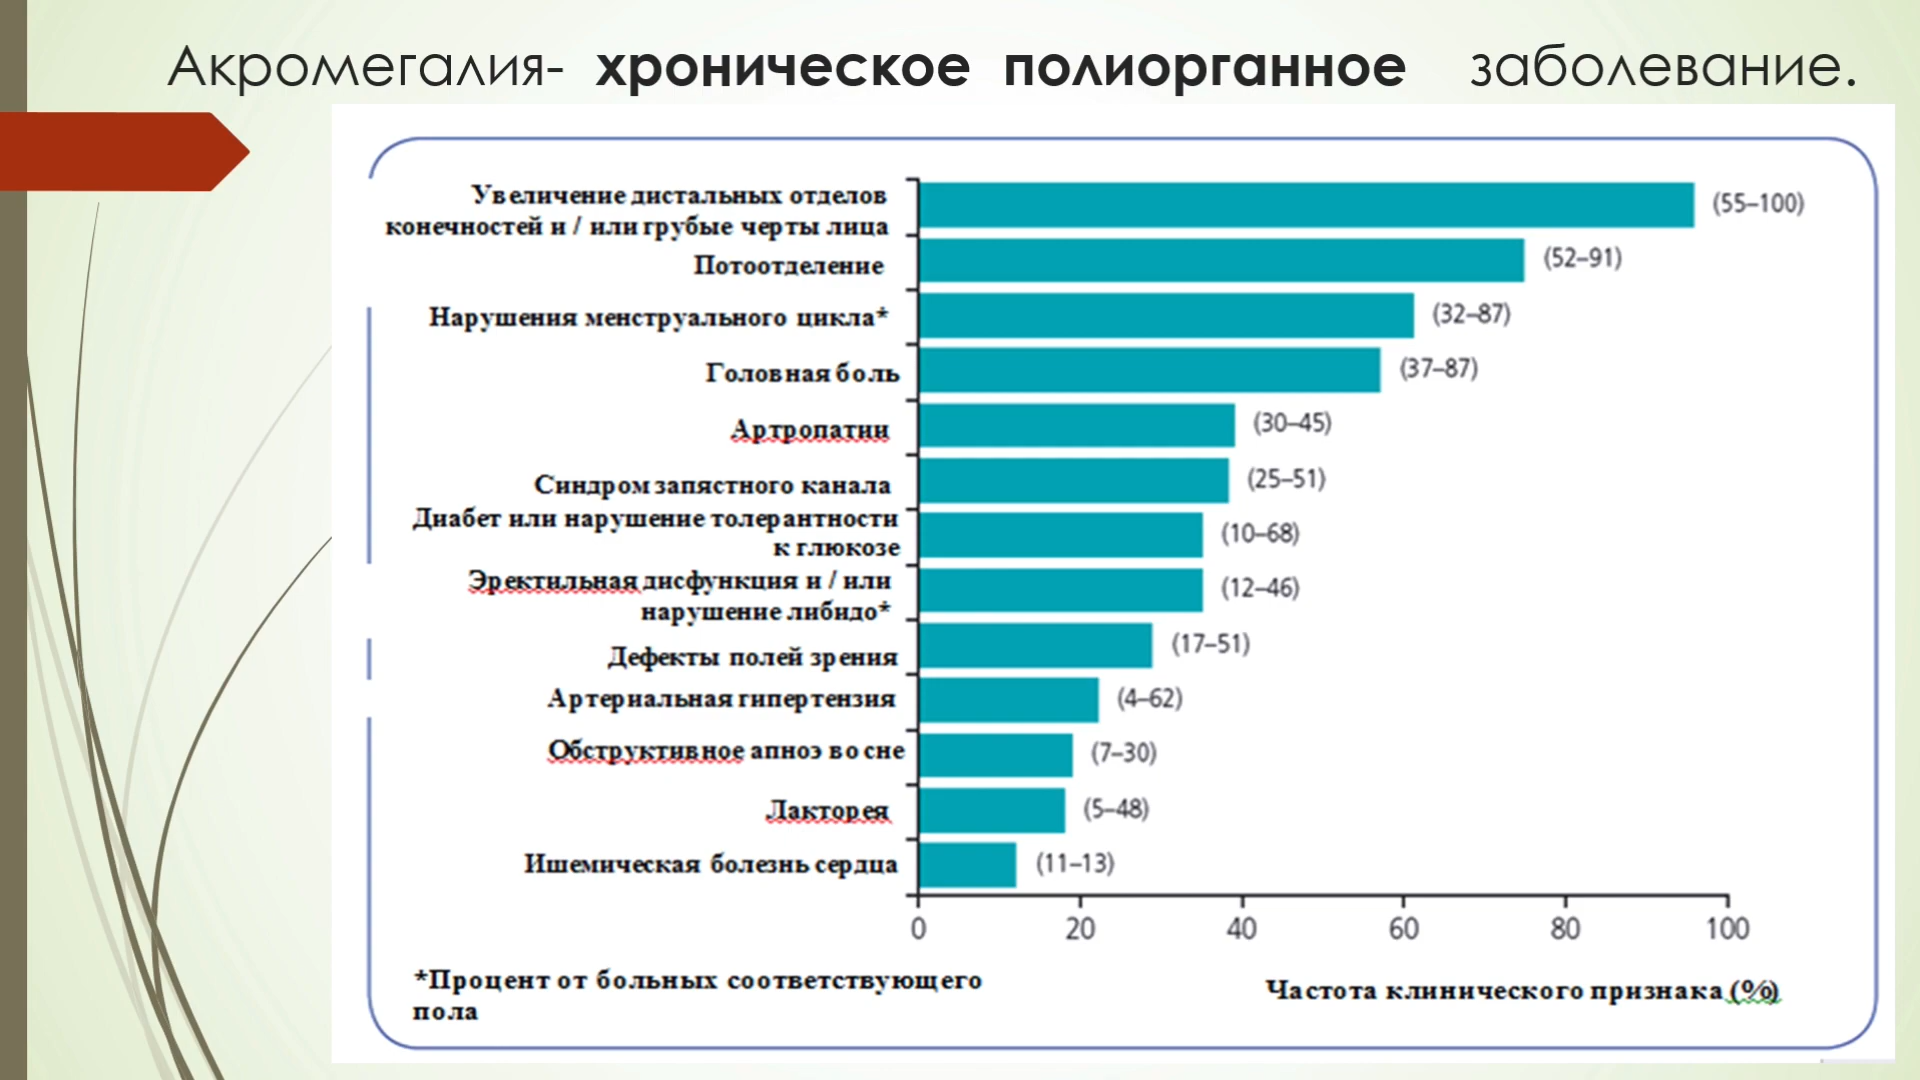 Акромегалия- хроническое полиорганное заболевание.
Увеличение дистальных отделов
конечностей и / или грубые черты лица
(55–100)
Потоотделение
(52–91)
Нарушения менструального цикла*
(32–87)
Головная боль
(37–87)
Артропатии
(30–45)
Синдром запястного канала
(25–51)
Диабет или нарушение толерантности
к глюкозе
(10–68)
Эректильная дисфункция и / или
нарушение либидо*
(12–46)
Дефекты полей зрения
(17–51)
Артериальная гипертензия
(4–62)
Обструктивное апноэ во сне
(7–30)
Лакторея
(5–48)
Ишемическая болезнь сердца
(11–13)
0 20 40 60 80 100
*Процент от больных соответствующего
пола
Частота клинического признака (%)